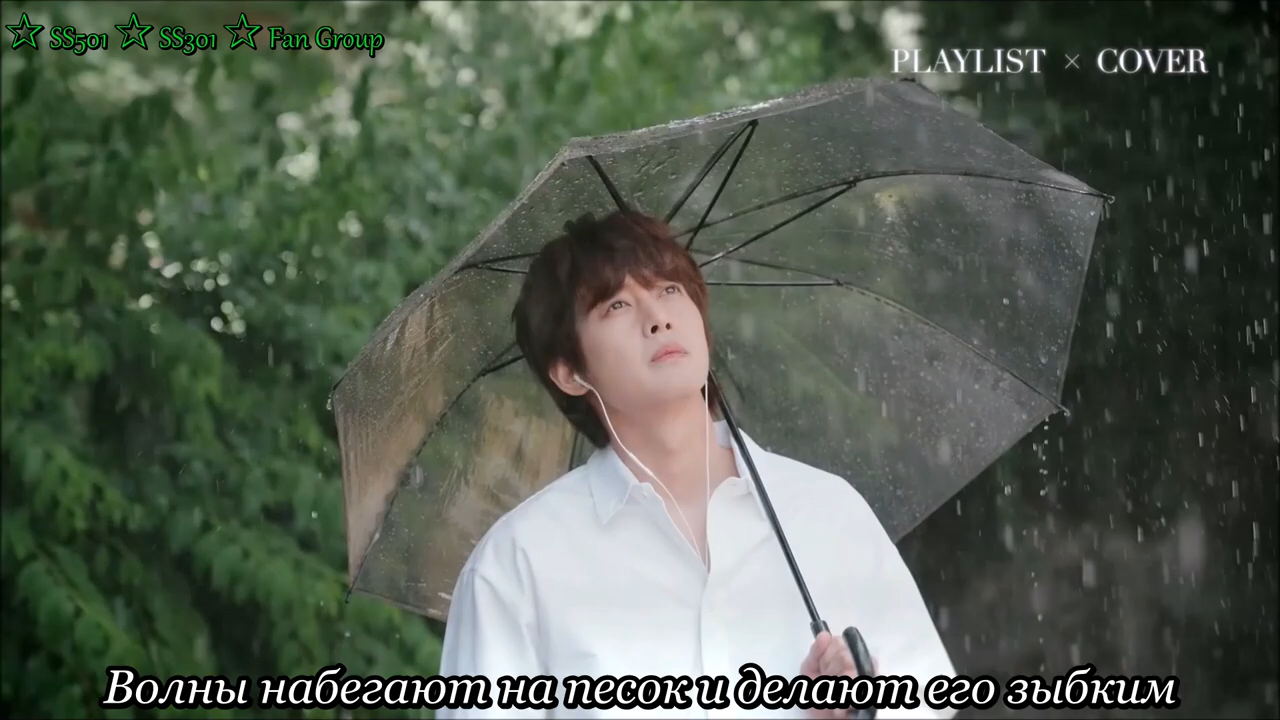 ☆ SS501 ☆ SS301 ☆ Fan Group
PLAYLIST × COVER
Волны набегают на песок и делают его зыбким